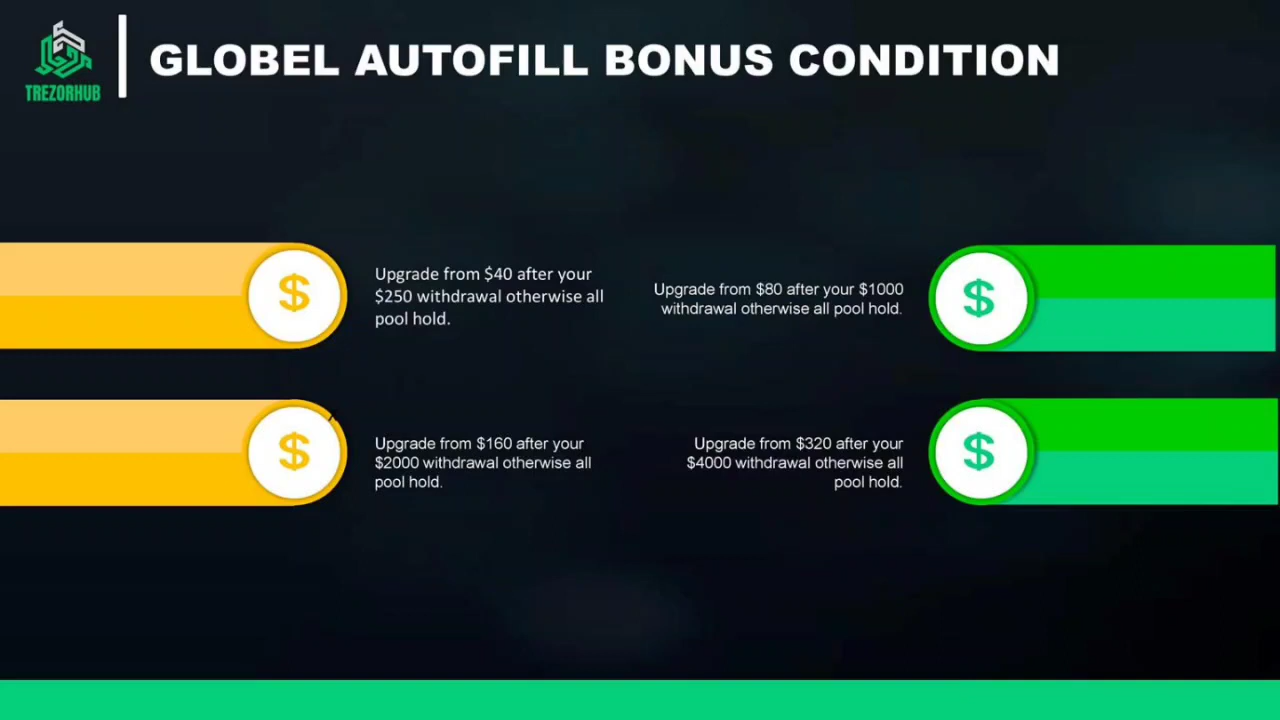 TREZORHUB
GLOBEL AUTOFILL BONUS CONDITION
$
Upgrade from $40 after your
$250 withdrawal otherwise all
pool hold.
Upgrade from $80 after your $1000
withdrawal otherwise all pool hold.
$
$
Upgrade from $160 after your
$2000 withdrawal otherwise all
pool hold.
Upgrade from $320 after your
$4000 withdrawal otherwise all
pool hold.
$